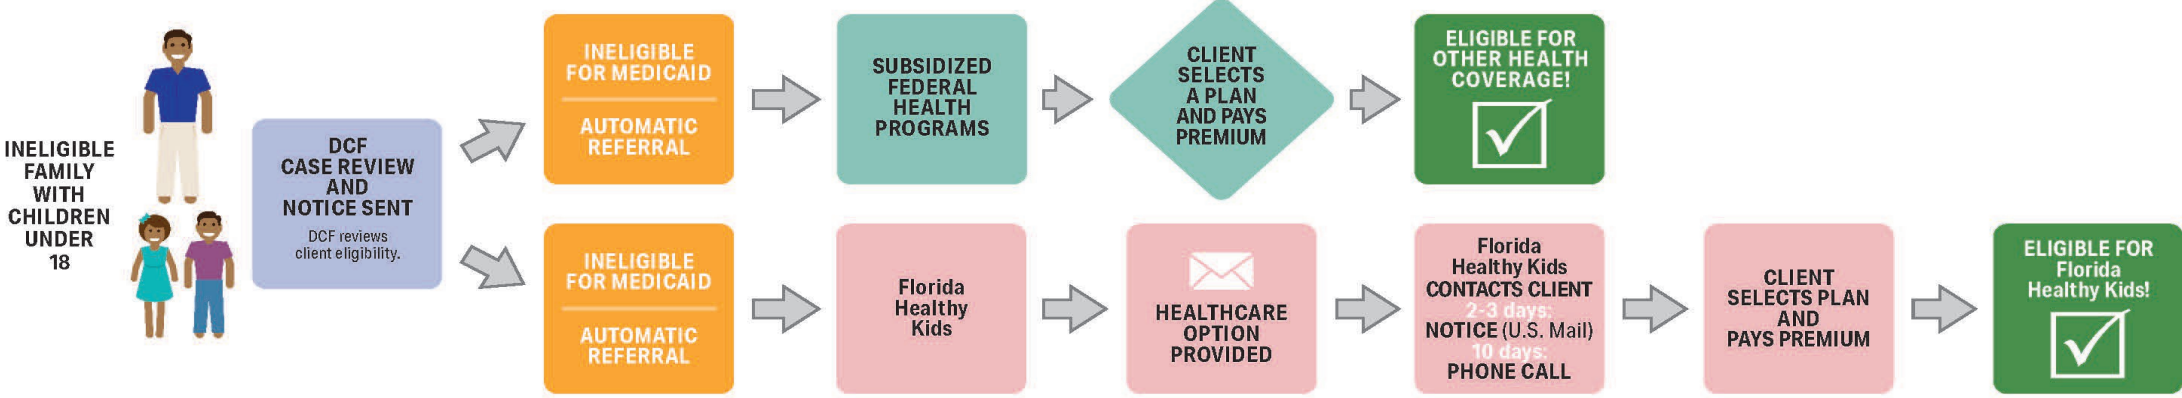 INELIGIBLE
FAMILY
WITH
CHILDREN
UNDER
18
DCF
CASE REVIEW
AND
NOTICE SENT
DCF reviews
client eligibility.
INELIGIBLE
FOR MEDICAID
AUTOMATIC
REFERRAL
SUBSIDIZED
FEDERAL
HEALTH
PROGRAMS
CLIENT
SELECTS
A PLAN
AND PAYS
PREMIUM
ELIGIBLE FOR
OTHER HEALTH
COVERAGE!
INELIGIBLE
FOR MEDICAID
AUTOMATIC
REFERRAL
Florida
Healthy
Kids
HEALTHCARE
OPTION
PROVIDED
Florida
Healthy Kids
CONTACTS CLIENT
2-3 days:
NOTICE (U.S. Mail)
10 days:
PHONE CALL
CLIENT
SELECTS PLAN
AND
PAYS PREMIUM
ELIGIBLE FOR
Florida
Healthy Kids!